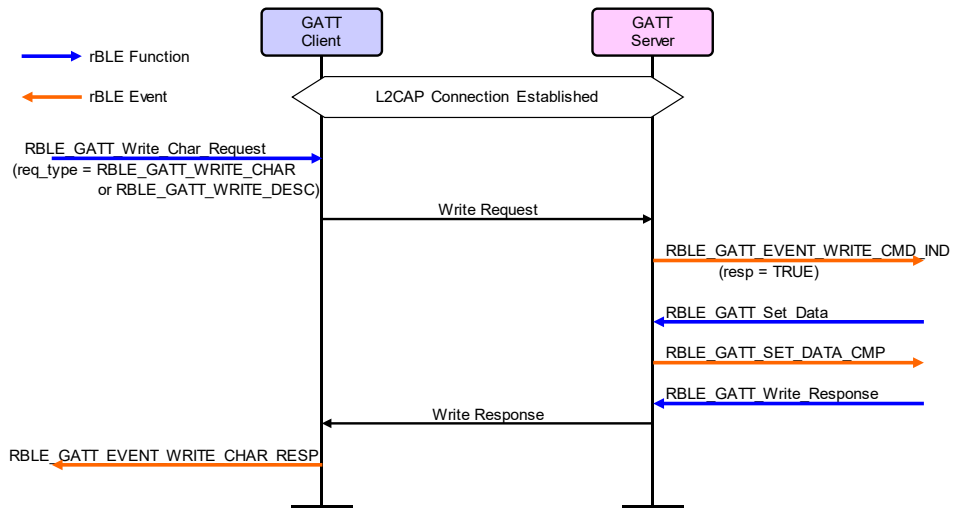 GATT
Client
GATT
Server
rBLE Function
rBLE Event
L2CAP Connection Established
RBLE_GATT_Write_Char_Request
(req_type = RBLE_GATT_WRITE_CHAR
or RBLE_GATT_WRITE_DESC)
Write Request
RBLE_GATT_EVENT_WRITE_CMD_IND
(resp = TRUE)
RBLE_GATT_Set_Data
RBLE_GATT_SET_DATA_CMP
RBLE_GATT_Write_Response
Write Response
RBLE_GATT_EVENT_WRITE_CHAR_RESP